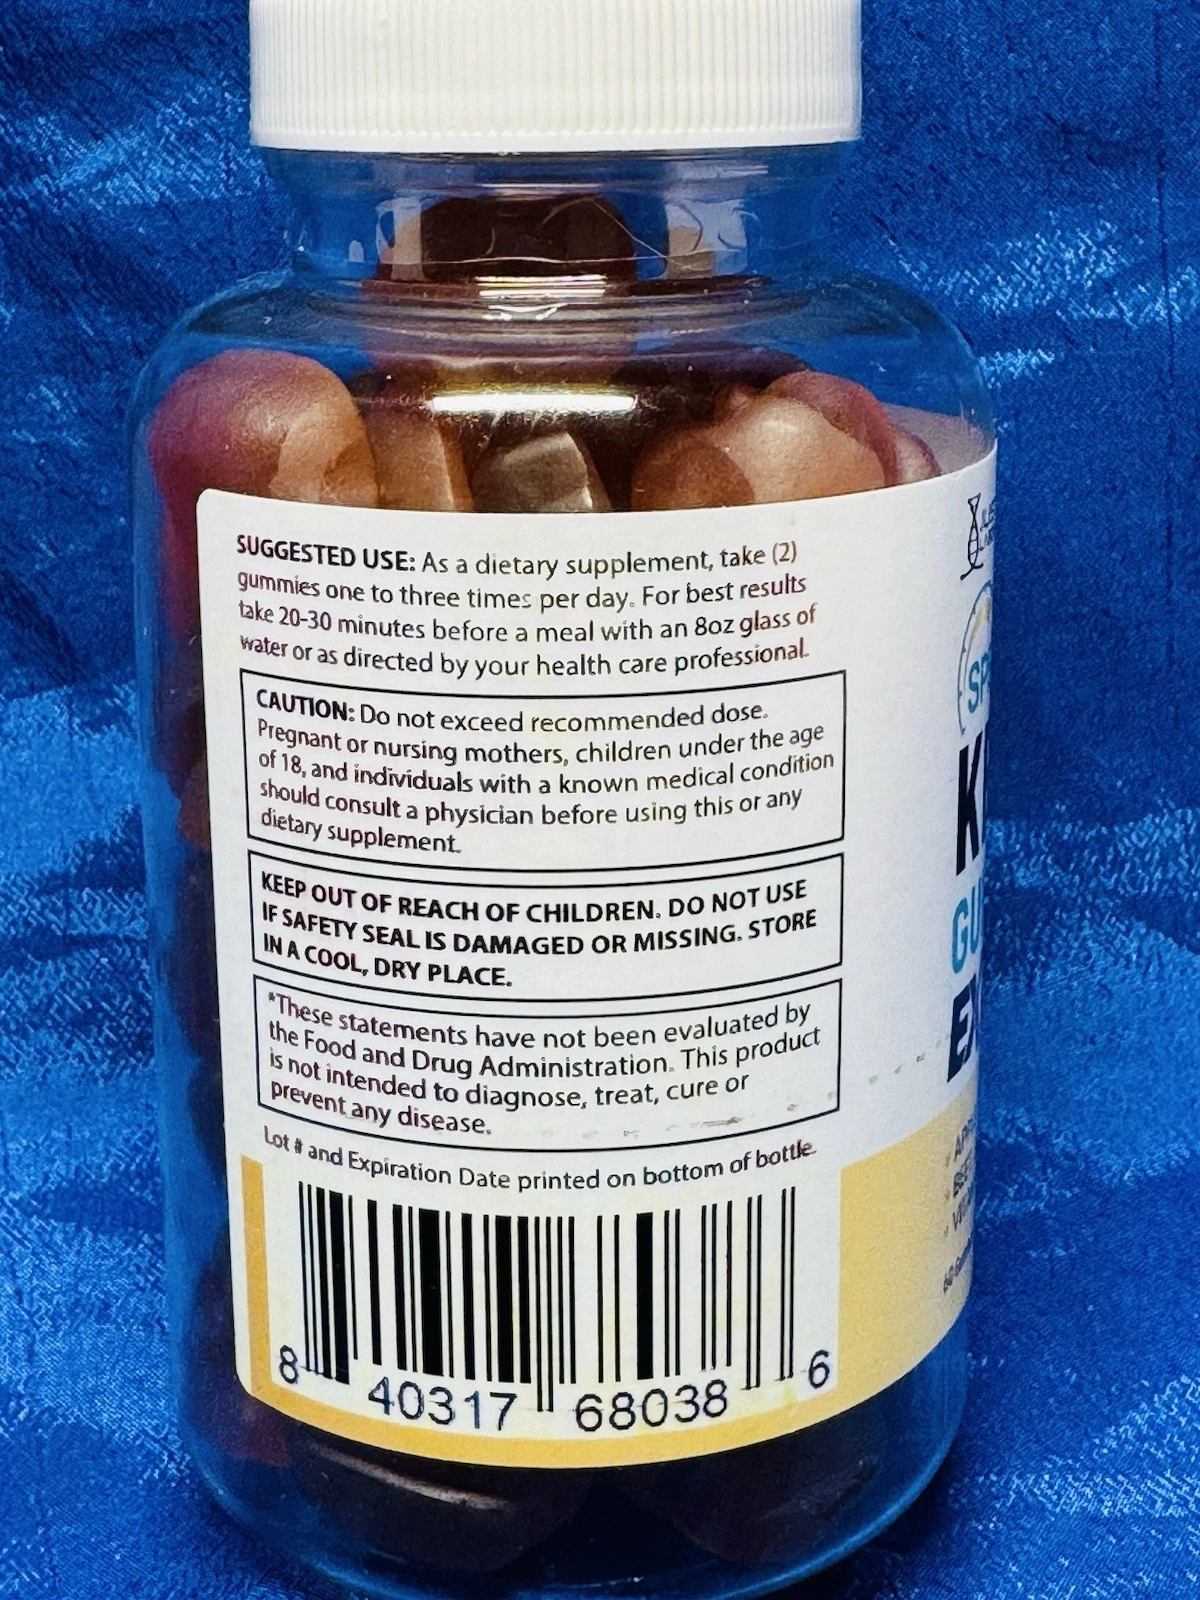 SUGGESTED USE: As a dietary supplement, take (2)
gummies one to three times per day. For best results
take 20-30 minutes before a meal with an 8oz glass of
water or as directed by your health care professional.
CAUTION: Do not exceed recommended dose.
Pregnant or nursing mothers, children under the age
of 18, and individuals with a known medical condition
should consult a physician before using this or any
dietary supplement.
KEEP OUT OF REACH OF CHILDREN. DO NOT USE
IF SAFETY SEAL IS DAMAGED OR MISSING. STORE
IN A COOL, DRY PLACE.
*These statements have not been evaluated by
the Food and Drug Administration. This product
is not intended to diagnose, treat, cure or
prevent any disease.
Lot # and Expiration Date printed on bottom of bottle.
8 40317 68038 6